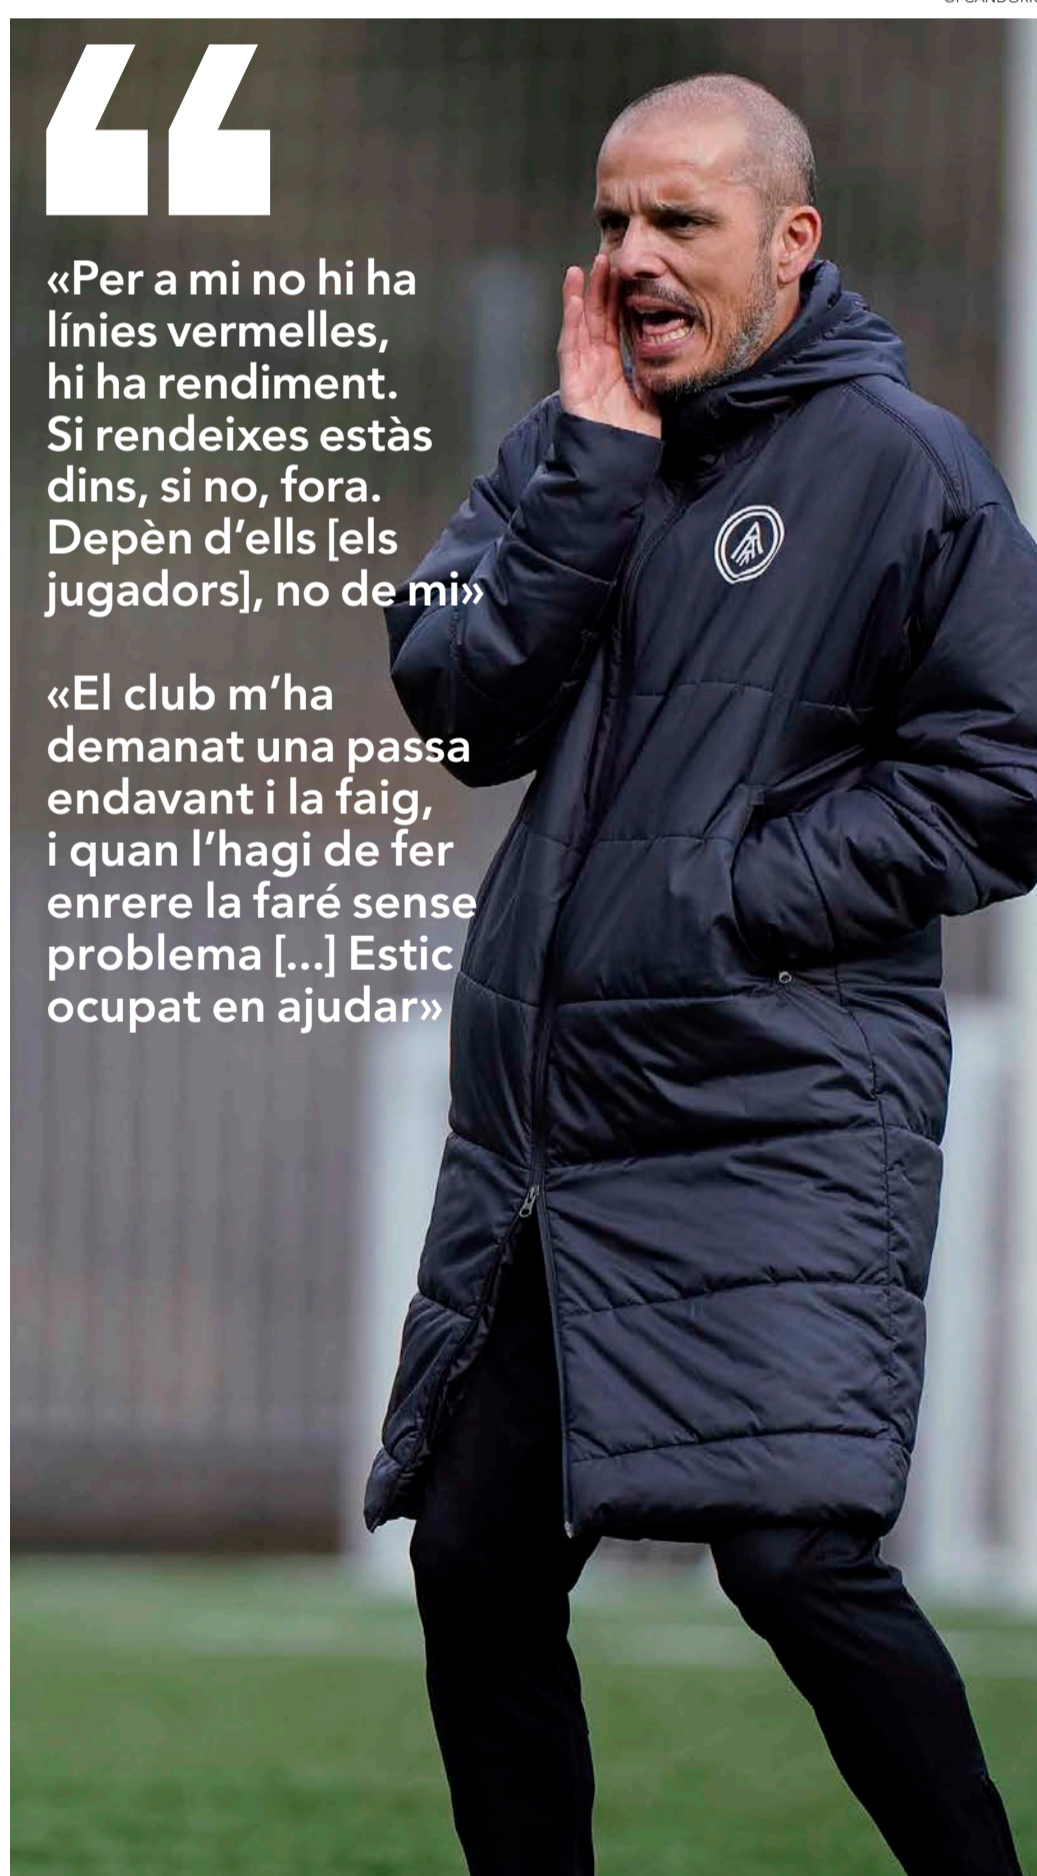 «Per a mi no hi ha
línies vermelles,
hi ha rendiment.
Si rendeixes estàs
dins, si no, fora.
Depèn d’ells [els
jugadors], no de mi»
«El club m’ha
demanat una passa
endavant i la faig,
i quan l’hagi de fer
enrere la faré sense
problema [...] Estic
ocupat en ajudar»